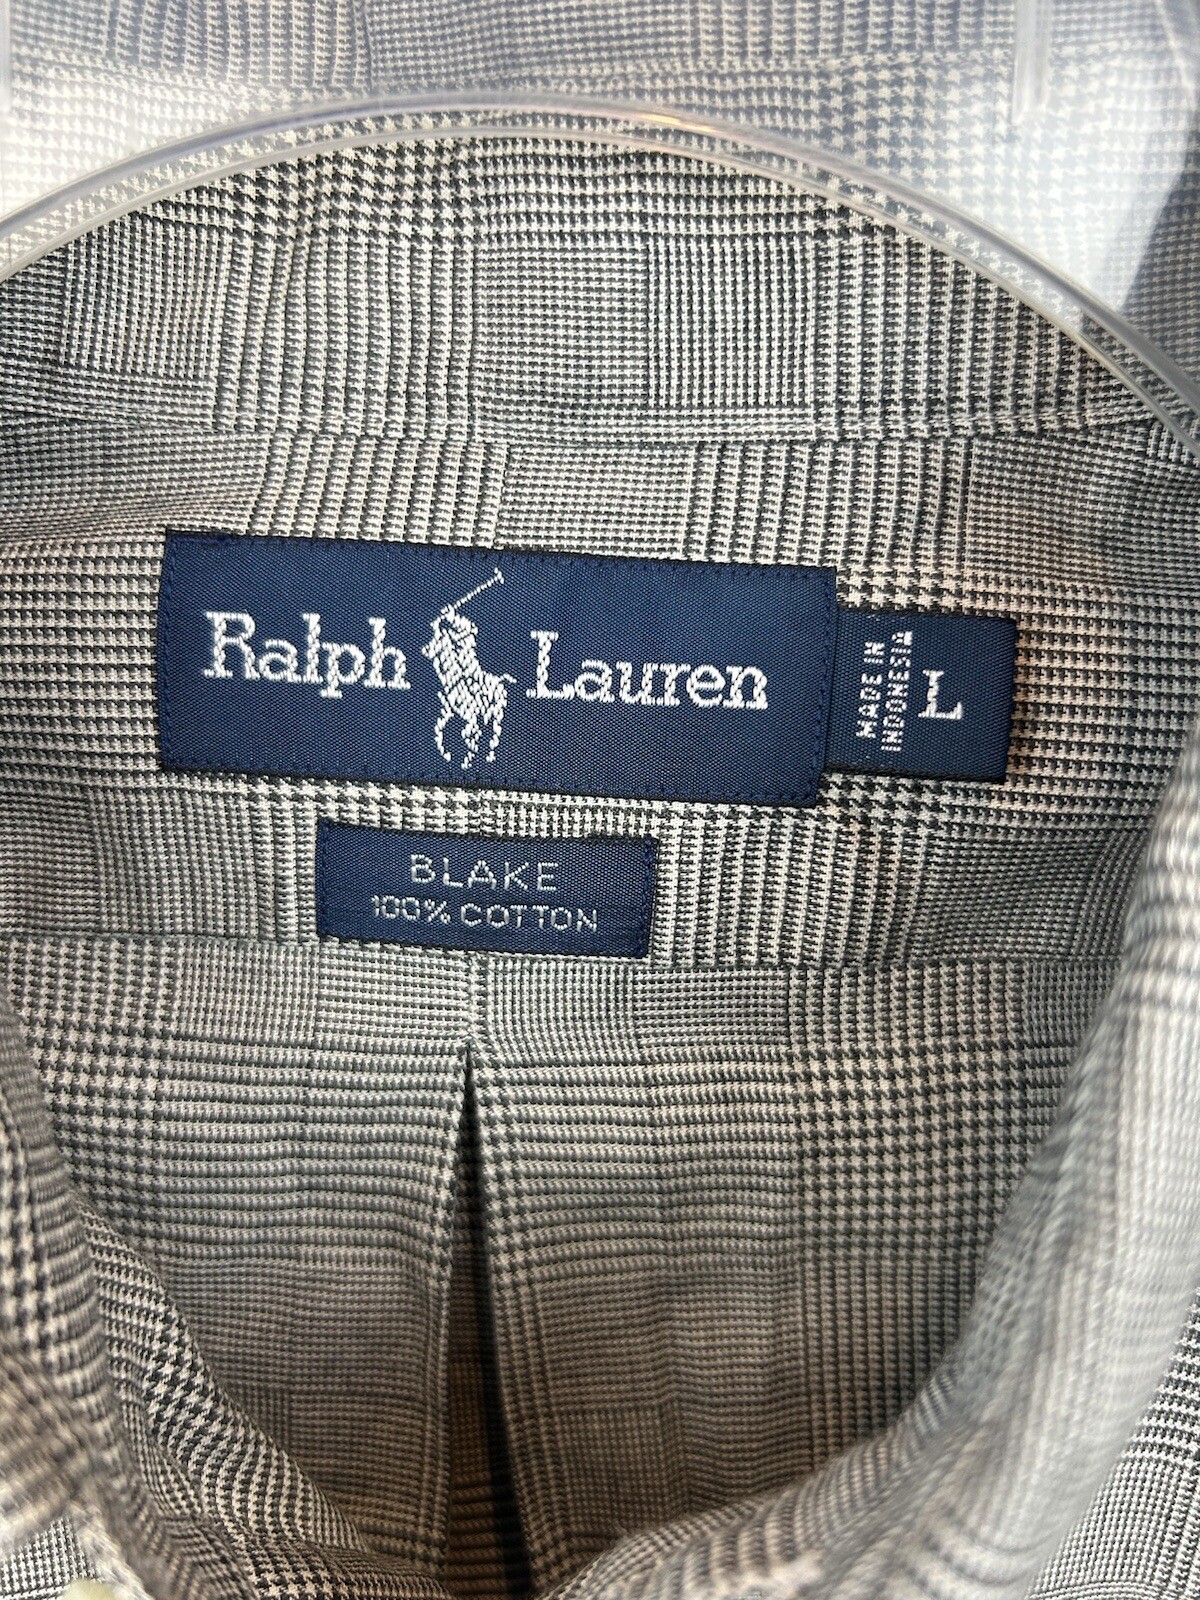 Ralph Lauren
MADE IN
INDONESIA
L
BLAKE
100% COTTON